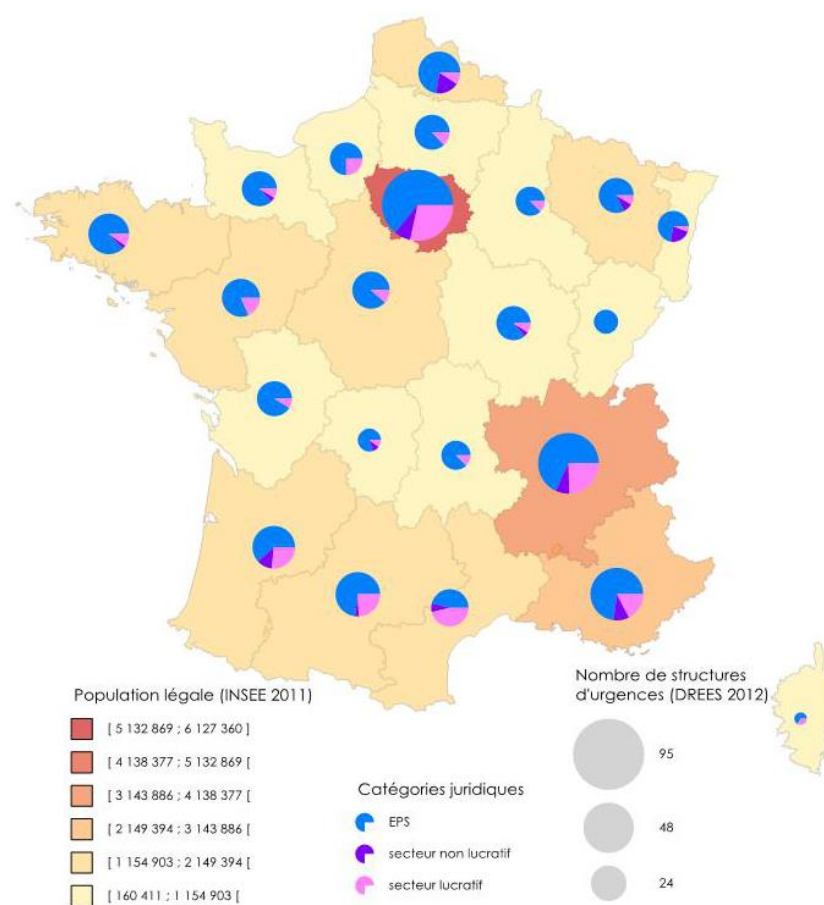 Population légale (INSEE 2011)
[ 5 132 869 ; 6 127 360 ]
[ 4 138 377 ; 5 132 869 [
[ 3 143 886 ; 4 138 377 [
[ 2 149 394 ; 3 143 886 [
[ 1 154 903 ; 2 149 394 [
[ 160 411 ; 1 154 903 [
Catégories juridiques
EPS
secteur non lucratif
secteur lucratif
Nombre de structures
d'urgences (DREES 2012)
95
48
24